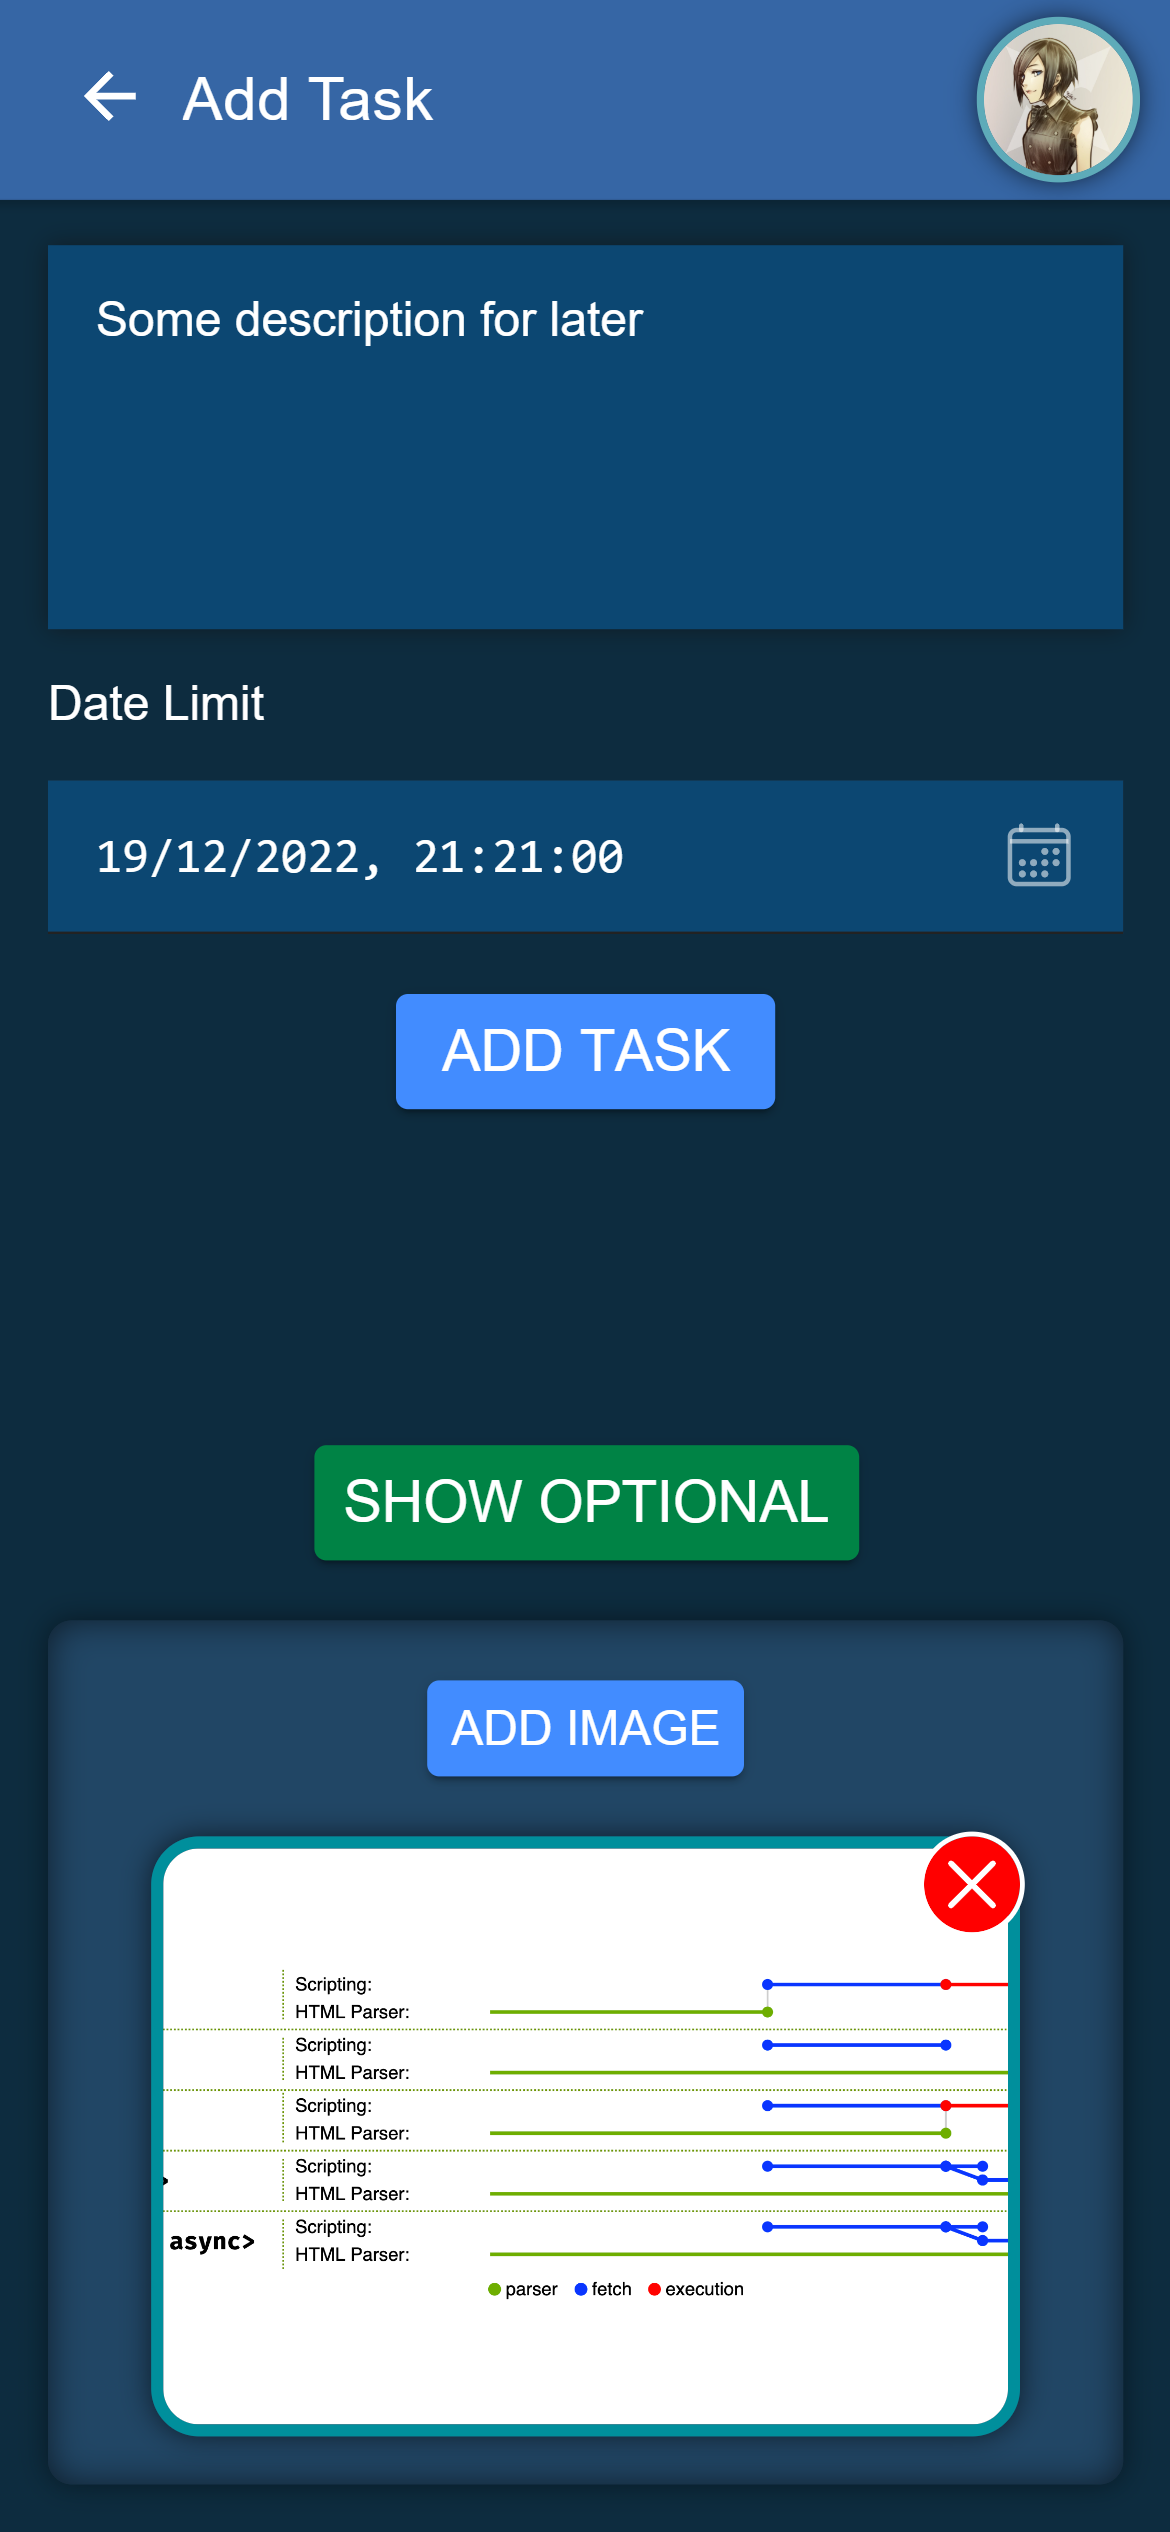 Add Task
Some description for later
Date Limit
19/12/2022, 21:21:00
ADD TASK
SHOW OPTIONAL
ADD IMAGE
Scripting:
HTML Parser:
Scripting:
HTML Parser:
Scripting:
HTML Parser:
Scripting:
>
HTML Parser:
Scripting:
async>
HTML Parser:
parser fetch execution